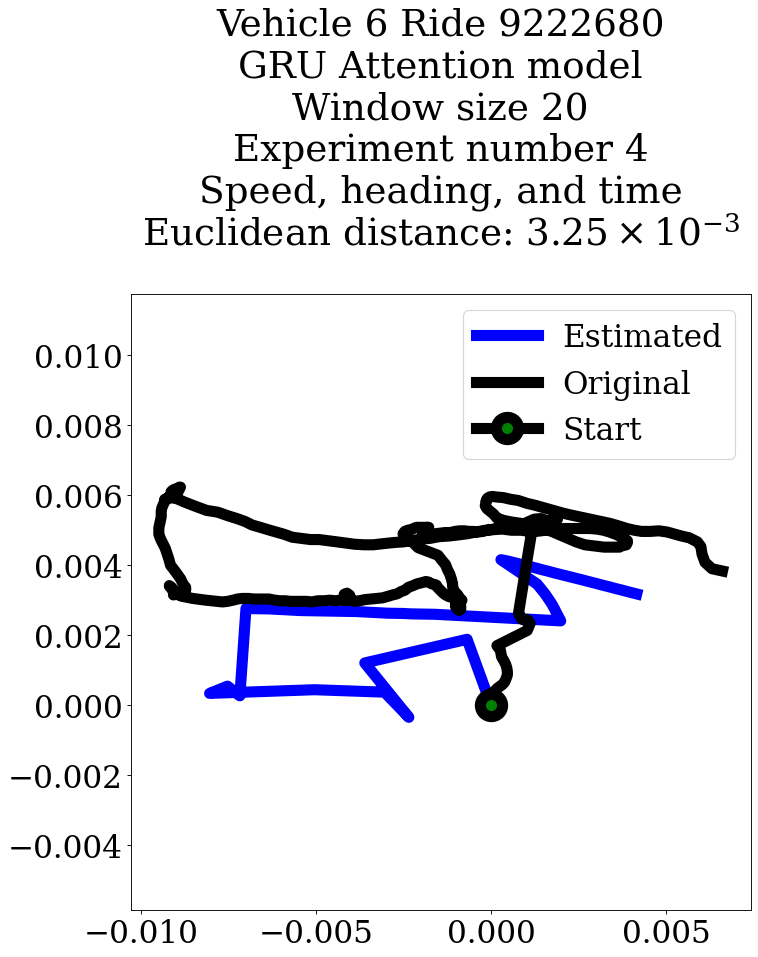 Vehicle 6 Ride 9222680
GRU Attention model
Window size 20
Experiment number 4
Speed, heading, and time
Euclidean distance: 3.25 × 10⁻³
Estimated
Original
Start
0.010
0.008
0.006
0.004
0.002
0.000
−0.002
−0.004
−0.010 −0.005 0.000 0.005